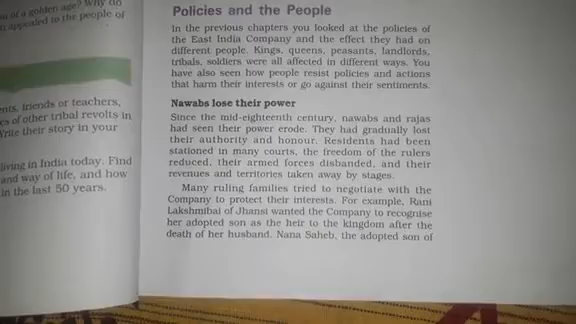 of a golden age? Why do
appealed to the people of
friends or teachers,
of other tribal revolts in
Write their story in your
living in India today. Find
and way of life, and how
in the last 50 years.
Policies and the People
In the previous chapters you looked at the policies of
the East India Company and the effect they had on
different people. Kings, queens, peasants, landlords,
tribals, soldiers were all affected in different ways. You
have also seen how people resist policies and actions
that harm their interests or go against their sentiments.
Nawabs lose their power
Since the mid-eighteenth century, nawabs and rajas
had seen their power erode. They had gradually lost
their authority and honour. Residents had been
stationed in many courts, the freedom of the rulers
reduced, their armed forces disbanded, and their
revenues and territories taken away by stages.
Many ruling families tried to negotiate with the
Company to protect their interests. For example, Rani
Lakshmibai of Jhansi wanted the Company to recognise
her adopted son as the heir to the kingdom after the
death of her husband. Nana Saheb, the adopted son of